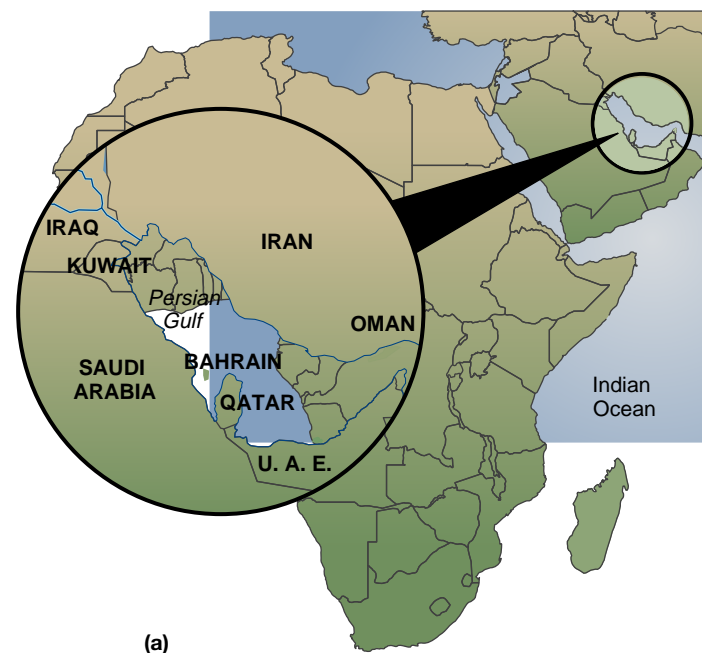 IRAQ
IRAN
KUWAIT
Persian
Gulf
OMAN
SAUDI
ARABIA
BAHRAIN
QATAR
Indian
Ocean
U. A. E.
(a)